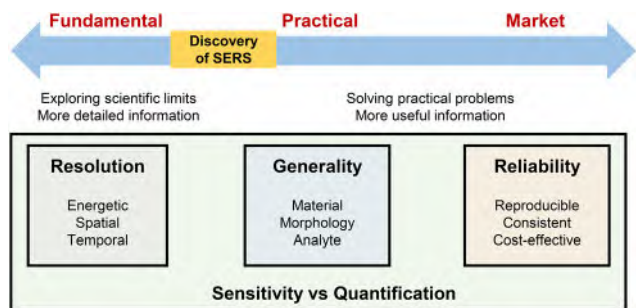 Fundamental Practical Market
Discovery
of SERS
Exploring scientific limits
More detailed information
Solving practical problems
More useful information
Resolution
Energetic
Spatial
Temporal
Generality
Material
Morphology
Analyte
Reliability
Reproducible
Consistent
Cost-effective
Sensitivity vs Quantification